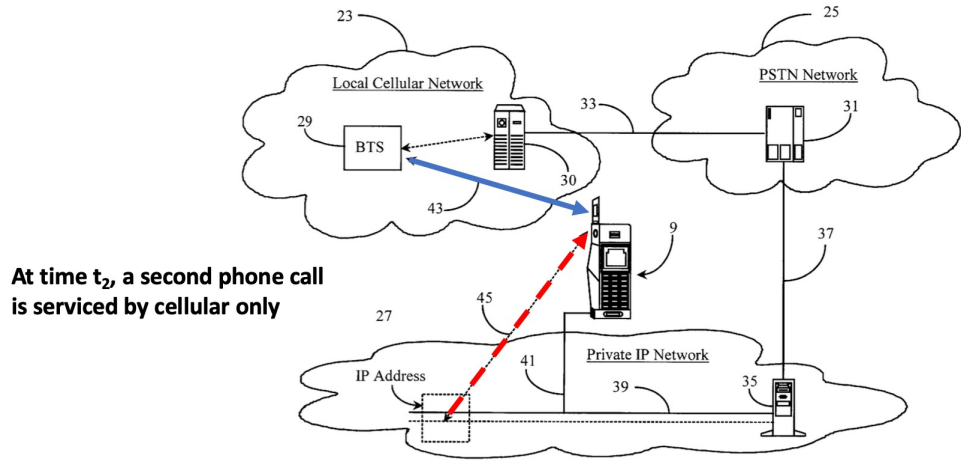 23
25
Local Cellular Network
PSTN Network
33
29
BTS
31
30
43
9
37
At time t₂, a second phone call
is serviced by cellular only
27
45
Private IP Network
IP Address
41
39
35